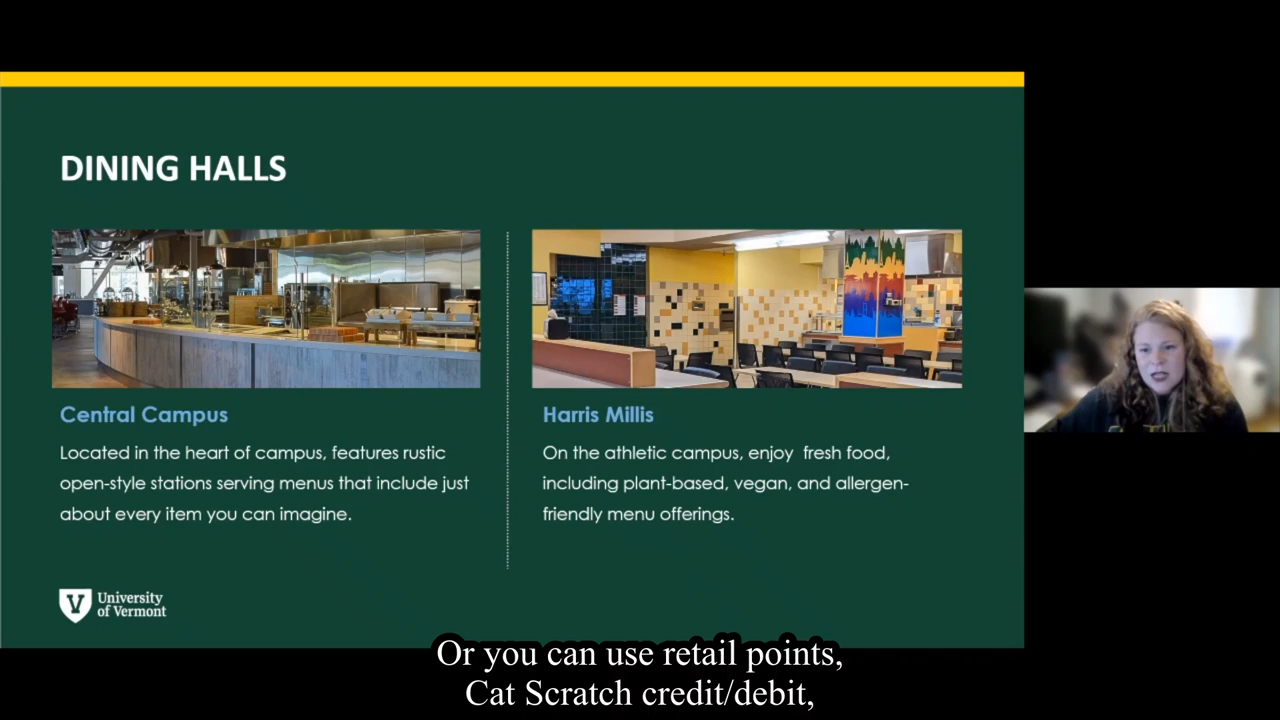 DINING HALLS
Central Campus
Located in the heart of campus, features rustic
open-style stations serving menus that include just
about every item you can imagine.
Harris Millis
On the athletic campus, enjoy  fresh food,
including plant-based, vegan, and allergen-
friendly menu offerings.
University
of Vermont
Or you can use retail points,
Cat Scratch credit/debit,